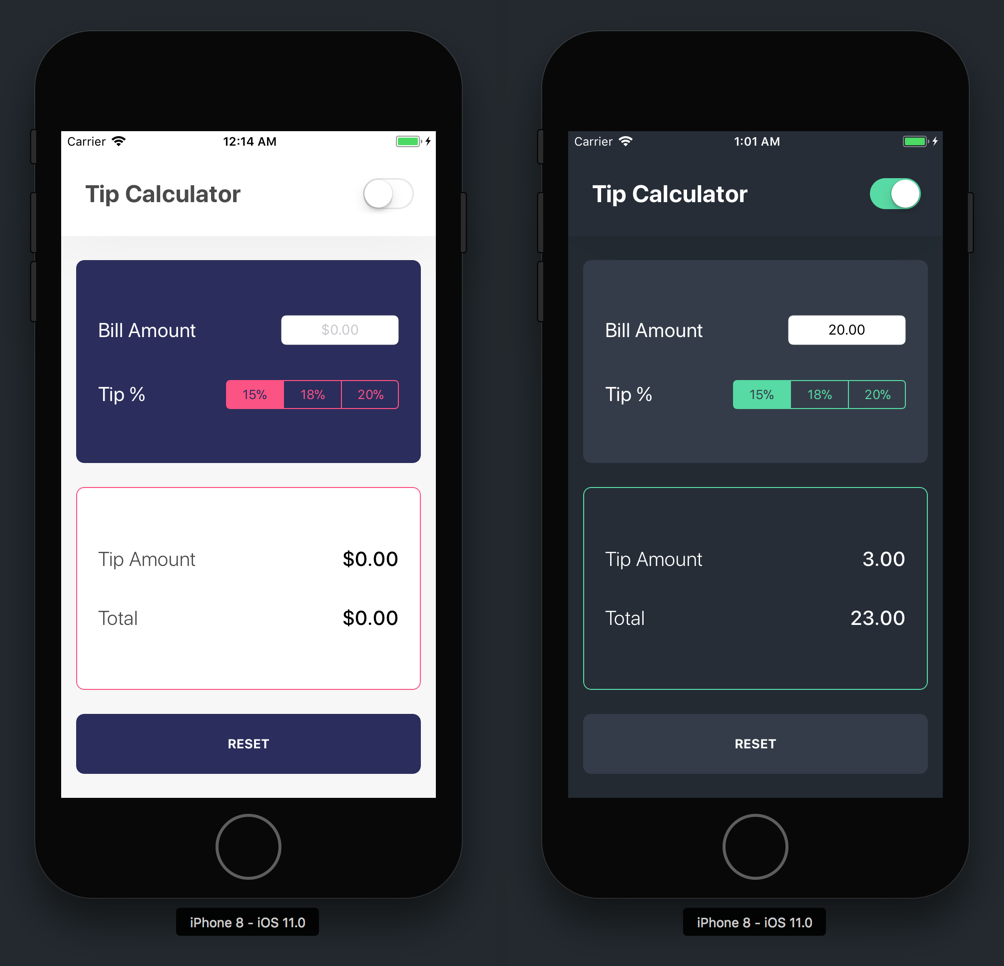 Carrier 12:14 AM
Tip Calculator
Bill Amount $0.00
Tip % 15% 18% 20%
Tip Amount $0.00
Total $0.00
RESET
iPhone 8 – iOS 11.0
Carrier 1:01 AM
Tip Calculator
Bill Amount 20.00
Tip % 15% 18% 20%
Tip Amount 3.00
Total 23.00
RESET
iPhone 8 – iOS 11.0